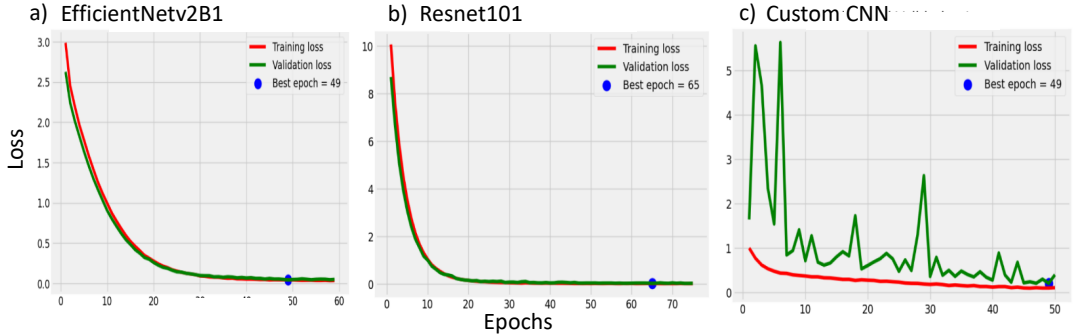 a) EfficientNetv2B1
b) Resnet101
c) Custom CNN
Training loss
Validation loss
Best epoch = 49
3.0
2.5
2.0
1.5
1.0
0.5
0.0
0 10 20 30 40 50 60
Training loss
Validation loss
Best epoch = 65
10
8
6
4
2
0
0 10 20 30 40 50 60 70
Training loss
Validation loss
Best epoch = 49
5
4
3
2
1
0
0 10 20 30 40 50
Loss
Epochs